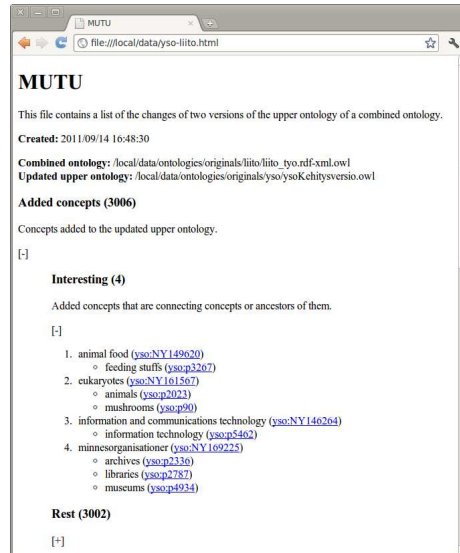 MUTU
file:///local/data/yso-liito.html
MUTU
This file contains a list of the changes of two versions of the upper ontology of a combined ontology.
Created: 2011/09/14 16:48:30
Combined ontology: /local/data/ontologies/originals/liito/liito_tyo.rdf-xml.owl
Updated upper ontology: /local/data/ontologies/originals/yso/ysoKehitysversio.owl
Added concepts (3006)
Concepts added to the updated upper ontology.
[-]
Interesting (4)
Added concepts that are connecting concepts or ancestors of them.
[-]
1. animal food (yso:NY149620)
◦ feeding stuffs (yso:p3267)
2. eukaryotes (yso:NY161567)
◦ animals (yso:p2023)
◦ mushrooms (yso:p90)
3. information and communications technology (yso:NY146264)
◦ information technology (yso:p5462)
4. minnesorganisationer (yso:NY169225)
◦ archives (yso:p2336)
◦ libraries (yso:p2787)
◦ museums (yso:p4934)
Rest (3002)
[+]